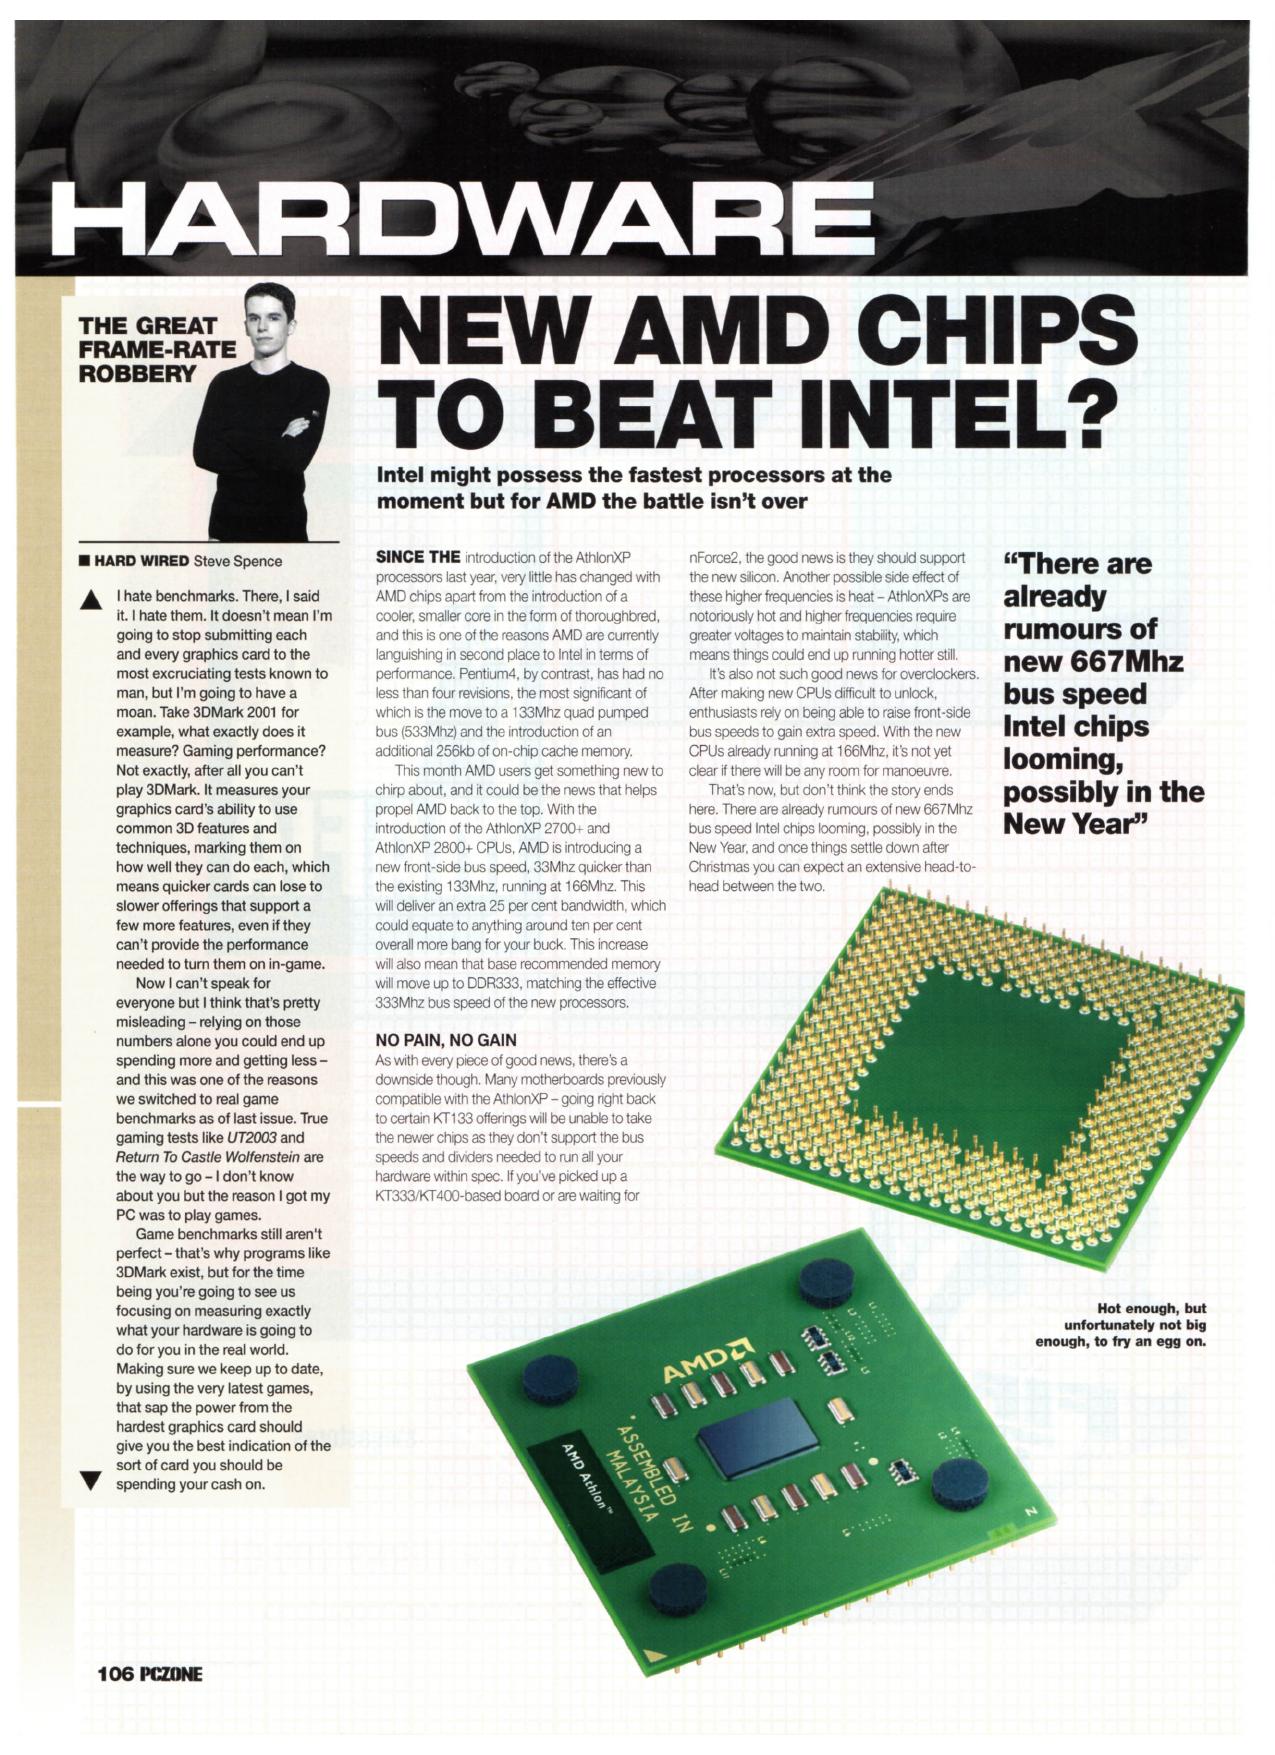 HARDWARE
THE GREAT
FRAME-RATE
ROBBERY
■ HARD WIRED Steve Spence
▲ I hate benchmarks. There, I said
it. I hate them. It doesn't mean I'm
going to stop submitting each
and every graphics card to the
most excruciating tests known to
man, but I'm going to have a
moan. Take 3DMark 2001 for
example, what exactly does it
measure? Gaming performance?
Not exactly, after all you can't
play 3DMark. It measures your
graphics card's ability to use
common 3D features and
techniques, marking them on
how well they can do each, which
means quicker cards can lose to
slower offerings that support a
few more features, even if they
can't provide the performance
needed to turn them on in-game.
Now I can't speak for
everyone but I think that's pretty
misleading – relying on those
numbers alone you could end up
spending more and getting less –
and this was one of the reasons
we switched to real game
benchmarks as of last issue. True
gaming tests like UT2003 and
Return To Castle Wolfenstein are
the way to go – I don't know
about you but the reason I got my
PC was to play games.
Game benchmarks still aren't
perfect – that's why programs like
3DMark exist, but for the time
being you're going to see us
focusing on measuring exactly
what your hardware is going to
do for you in the real world.
Making sure we keep up to date,
by using the very latest games,
that sap the power from the
hardest graphics card should
give you the best indication of the
sort of card you should be
▼ spending your cash on.
NEW AMD CHIPS
TO BEAT INTEL?
Intel might possess the fastest processors at the
moment but for AMD the battle isn't over
SINCE THE introduction of the AthlonXP
processors last year, very little has changed with
AMD chips apart from the introduction of a
cooler, smaller core in the form of thoroughbred,
and this is one of the reasons AMD are currently
languishing in second place to Intel in terms of
performance. Pentium4, by contrast, has had no
less than four revisions, the most significant of
which is the move to a 133Mhz quad pumped
bus (533Mhz) and the introduction of an
additional 256kb of on-chip cache memory.
This month AMD users get something new to
chirp about, and it could be the news that helps
propel AMD back to the top. With the
introduction of the AthlonXP 2700+ and
AthlonXP 2800+ CPUs, AMD is introducing a
new front-side bus speed, 33Mhz quicker than
the existing 133Mhz, running at 166Mhz. This
will deliver an extra 25 per cent bandwidth, which
could equate to anything around ten per cent
overall more bang for your buck. This increase
will also mean that base recommended memory
will move up to DDR333, matching the effective
333Mhz bus speed of the new processors.
NO PAIN, NO GAIN
As with every piece of good news, there's a
downside though. Many motherboards previously
compatible with the AthlonXP – going right back
to certain KT133 offerings will be unable to take
the newer chips as they don't support the bus
speeds and dividers needed to run all your
hardware within spec. If you've picked up a
KT333/KT400-based board or are waiting for
nForce2, the good news is they should support
the new silicon. Another possible side effect of
these higher frequencies is heat – AthlonXPs are
notoriously hot and higher frequencies require
greater voltages to maintain stability, which
means things could end up running hotter still.
It's also not such good news for overclockers.
After making new CPUs difficult to unlock,
enthusiasts rely on being able to raise front-side
bus speeds to gain extra speed. With the new
CPUs already running at 166Mhz, it's not yet
clear if there will be any room for manoeuvre.
That's now, but don't think the story ends
here. There are already rumours of new 667Mhz
bus speed Intel chips looming, possibly in the
New Year, and once things settle down after
Christmas you can expect an extensive head-to-
head between the two.
“There are
already
rumours of
new 667Mhz
bus speed
Intel chips
looming,
possibly in the
New Year”
Hot enough, but
unfortunately not big
enough, to fry an egg on.
AMD
ASSEMBLED IN
MALAYSIA
AMD Athlon™
106 PCZONE